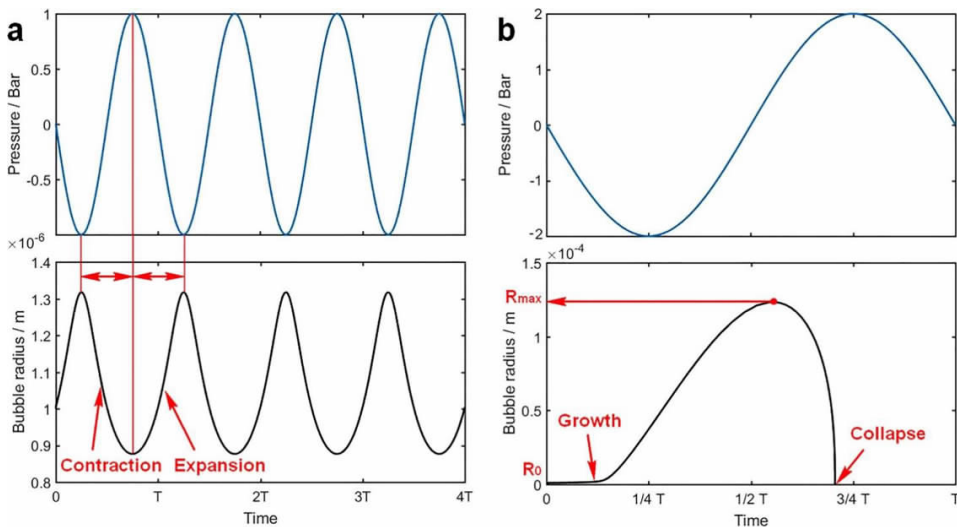 a
1
0.5
0
-0.5
-1
Pressure / Bar
×10⁻⁶
1.4
1.3
1.2
1.1
1
0.9
0.8
Bubble radius / m
Contraction
Expansion
0
T
2T
3T
4T
Time
b
2
1
0
-1
-2
Pressure / Bar
×10⁻⁴
1.5
Rmax
1
0.5
Growth
Collapse
R₀
0
Bubble radius / m
0
1/4 T
1/2 T
3/4 T
T
Time